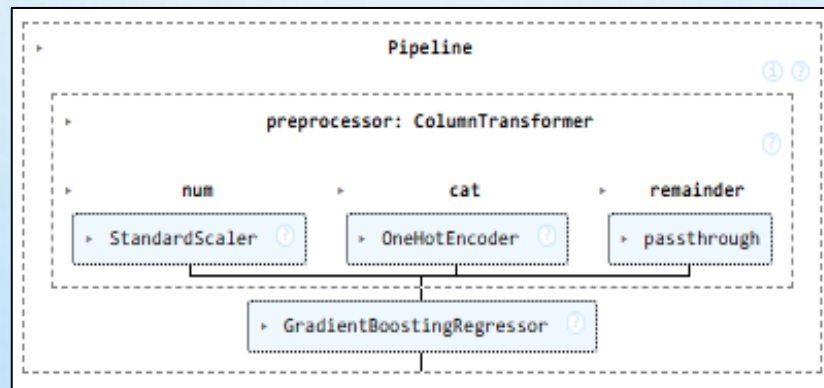 Pipeline
i ?
preprocessor: ColumnTransformer
?
num cat remainder
StandardScaler ? OneHotEncoder ? passthrough
GradientBoostingRegressor ?